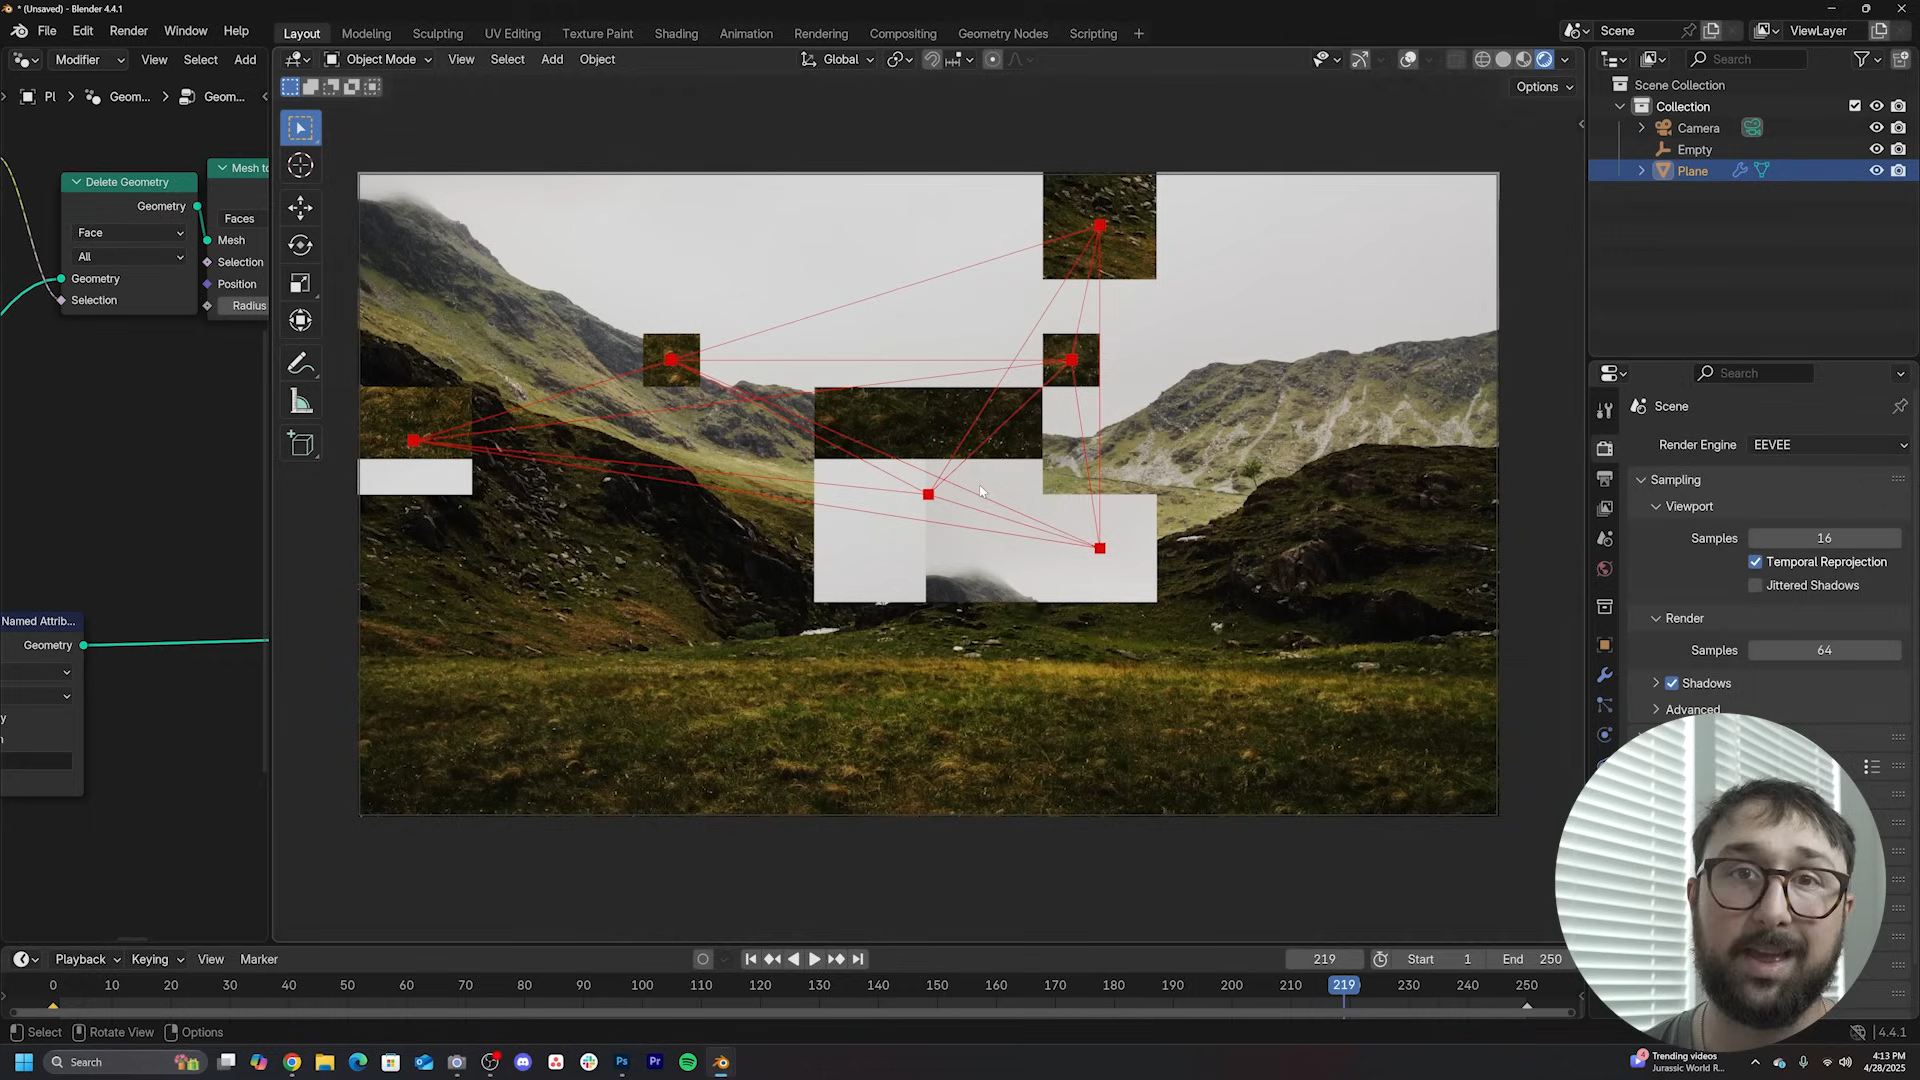 * (Unsaved) - Blender 4.4.1
File Edit Render Window Help
Layout Modeling Sculpting UV Editing Texture Paint Shading Animation Rendering Compositing Geometry Nodes Scripting +
Scene
ViewLayer
Modifier View Select Add
Object Mode View Select Add Object
Global
Search
Options
Pl > Geom... > Geom...
Scene Collection
Collection
Camera
Empty
Plane
Delete Geometry
Geometry
Face
All
Geometry
Selection
Mesh to
Faces
Mesh
Selection
Position
Radius
Named Attrib...
Geometry
Search
Scene
Render Engine EEVEE
Sampling
Viewport
Samples 16
Temporal Reprojection
Jittered Shadows
Render
Samples 64
Shadows
Advanced
Playback Keying View Marker
219 Start 1 End 250
0 10 20 30 40 50 60 70 80 90 100 110 120 130 140 150 160 170 180 190 200 210 219 230 240 250
Select Rotate View Options
4.4.1
Search
Trending videos
Jurassic World R...
4:13 PM
4/28/2025